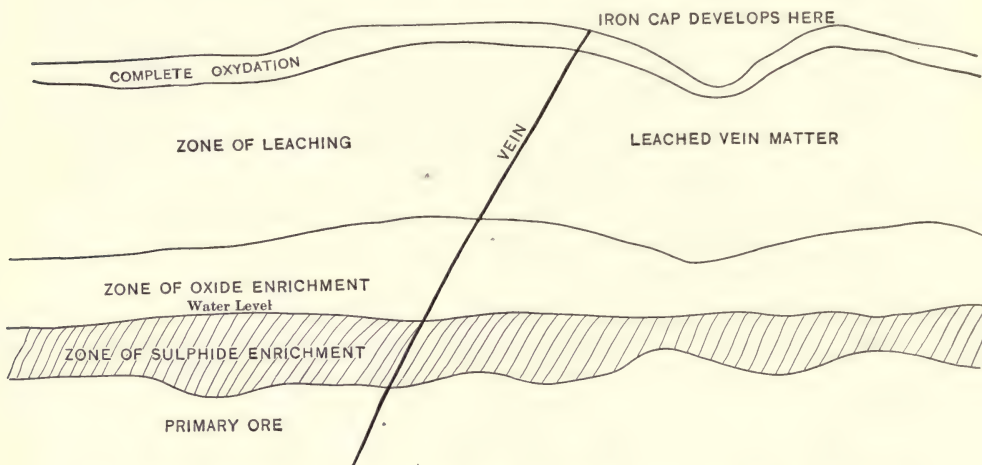 IRON CAP DEVELOPS HERE
COMPLETE OXYDATION
ZONE OF LEACHING
VEIN
LEACHED VEIN MATTER
ZONE OF OXIDE ENRICHMENT
Water Level
ZONE OF SULPHIDE ENRICHMENT
PRIMARY ORE